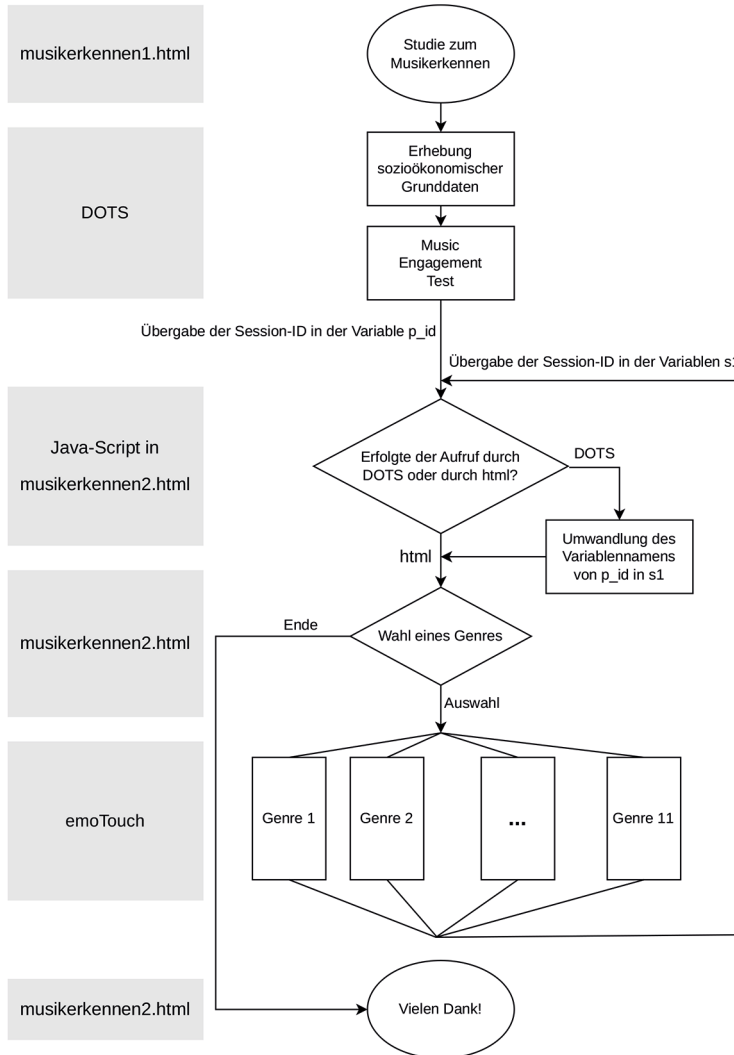 musikerkennen1.html
Studie zum
Musikerkennen
DOTS
Erhebung
sozioökonomischer
Grunddaten
Music
Engagement
Test
Übergabe der Session-ID in der Variable p_id
Übergabe der Session-ID in der Variablen s1
Java-Script in
musikerkennen2.html
Erfolgte der Aufruf durch
DOTS oder durch html?
DOTS
Umwandlung des
Variablennamens
von p_id in s1
html
musikerkennen2.html
Ende
Wahl eines Genres
Auswahl
emoTouch
Genre 1
Genre 2
...
Genre 11
musikerkennen2.html
Vielen Dank!